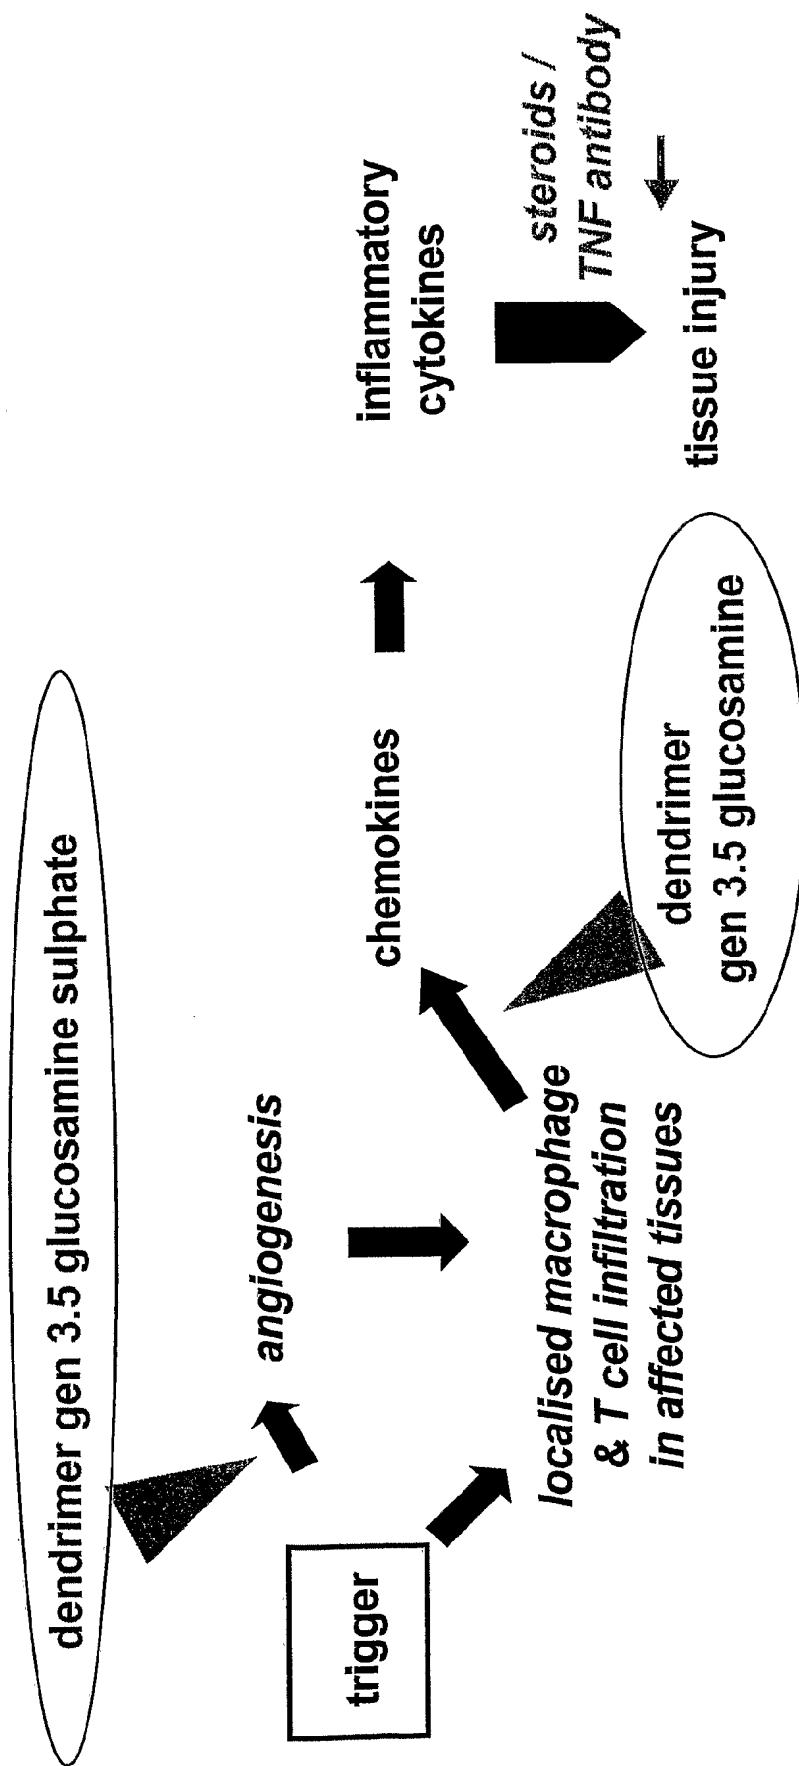 dendrimer gen 3.5 glucosamine sulphate
trigger
angiogenesis
localised macrophage
& T cell infiltration
in affected tissues
chemokines
dendrimer
gen 3.5 glucosamine
inflammatory
cytokines
steroids /
TNF antibody
tissue injury